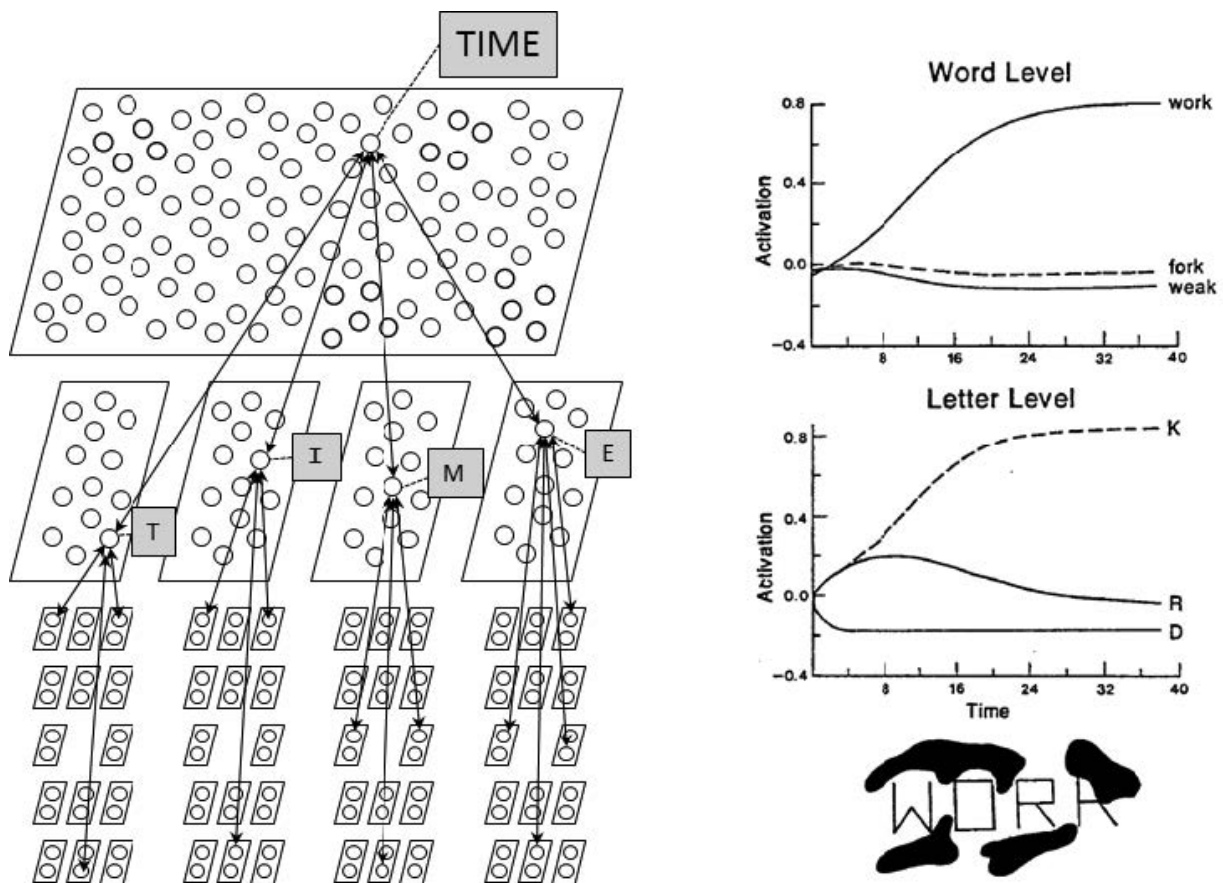 TIME
T
I
M
E
Word Level
Activation
0.8
0.4
0.0
−0.4
8 16 24 32 40
work
fork
weak
Letter Level
Activation
0.8
0.4
0.0
−0.4
8 16 24 32 40
Time
K
R
D